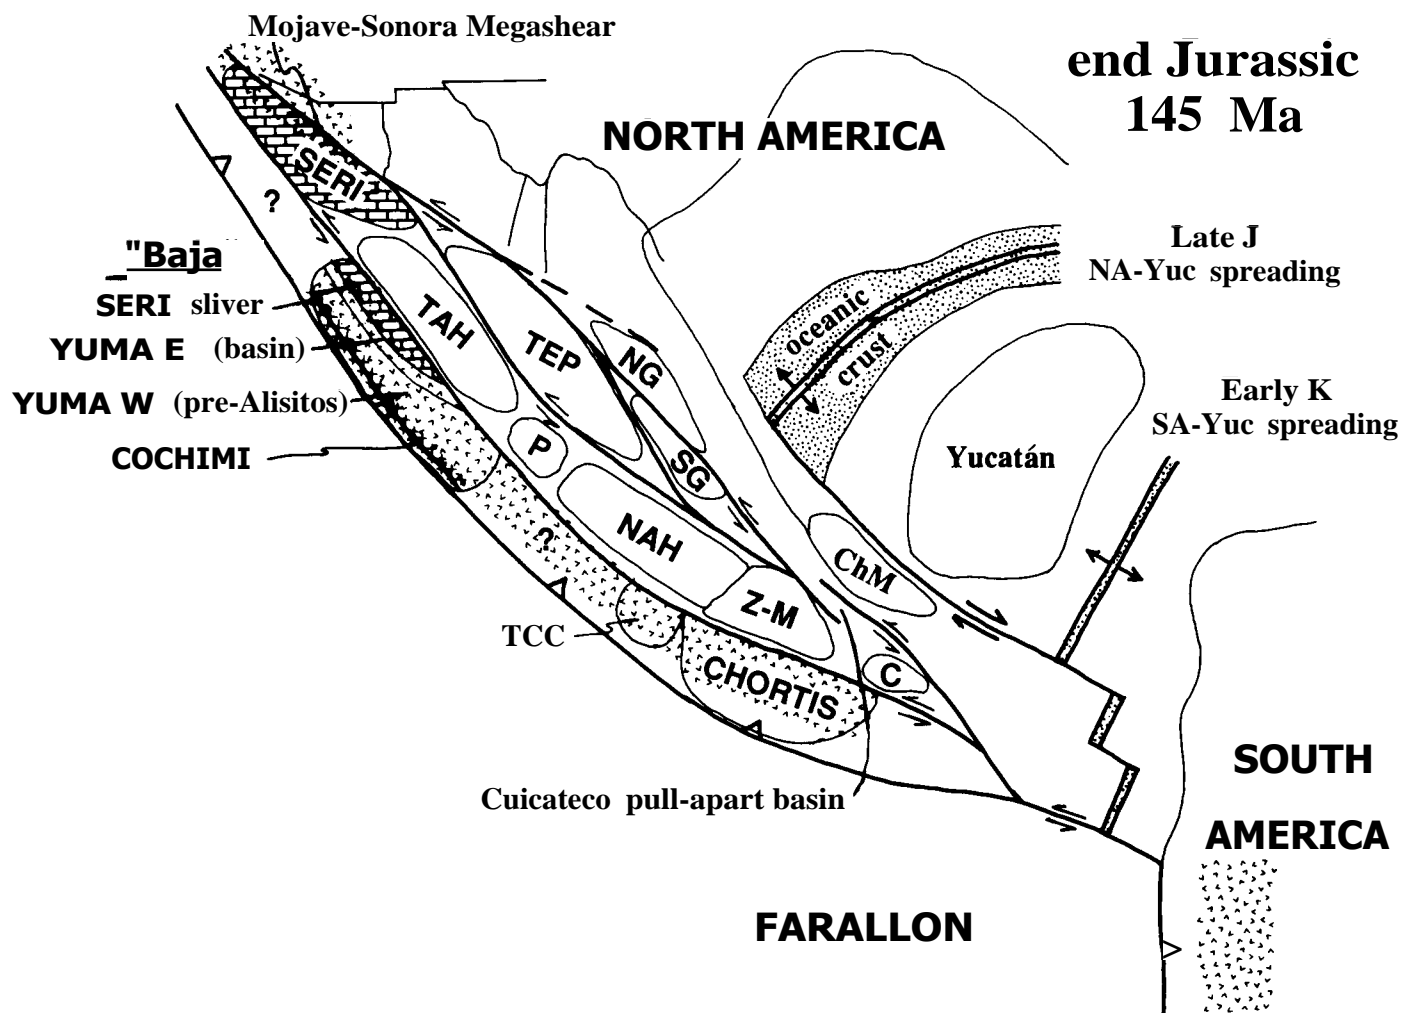 Mojave-Sonora Megashear
end Jurassic
145 Ma
NORTH AMERICA
SERI
?
"Baja"
SERI sliver
YUMA E (basin)
YUMA W (pre-Alisitos)
COCHIMI
TAH
TEP
NG
SG
P
NAH
?
Z-M
TCC
CHORTIS
C
ChM
oceanic
crust
Late J
NA-Yuc spreading
Yucatán
Early K
SA-Yuc spreading
Cuicateco pull-apart basin
SOUTH
AMERICA
FARALLON